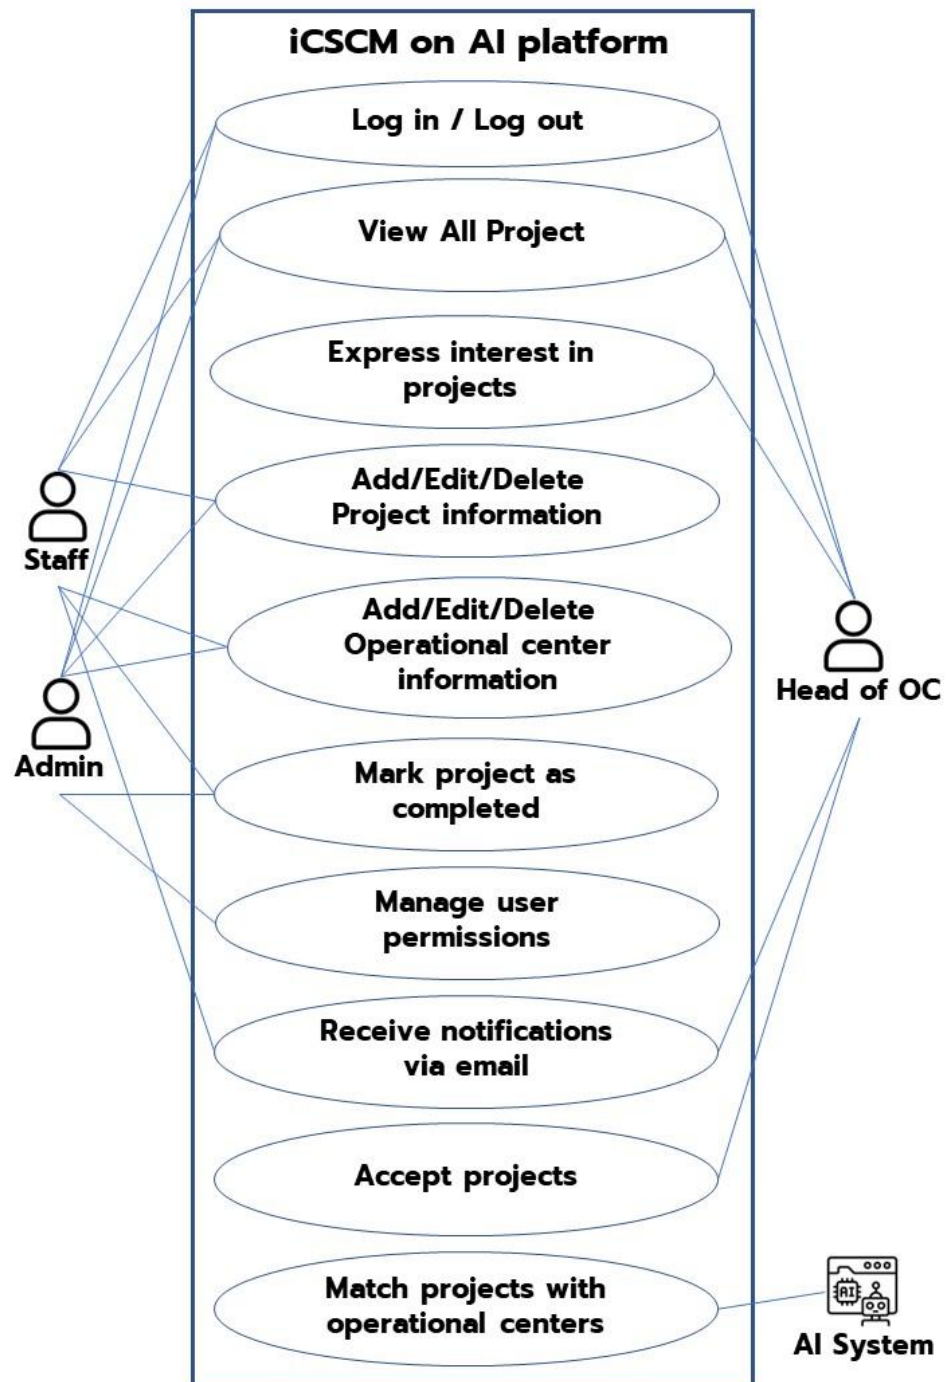 iCSCM on AI platform
Log in / Log out
View All Project
Express interest in
projects
Add/Edit/Delete
Project information
Staff
Add/Edit/Delete
Operational center
information
Head of OC
Admin
Mark project as
completed
Manage user
permissions
Receive notifications
via email
Accept projects
Match projects with
operational centers
AI
AI System